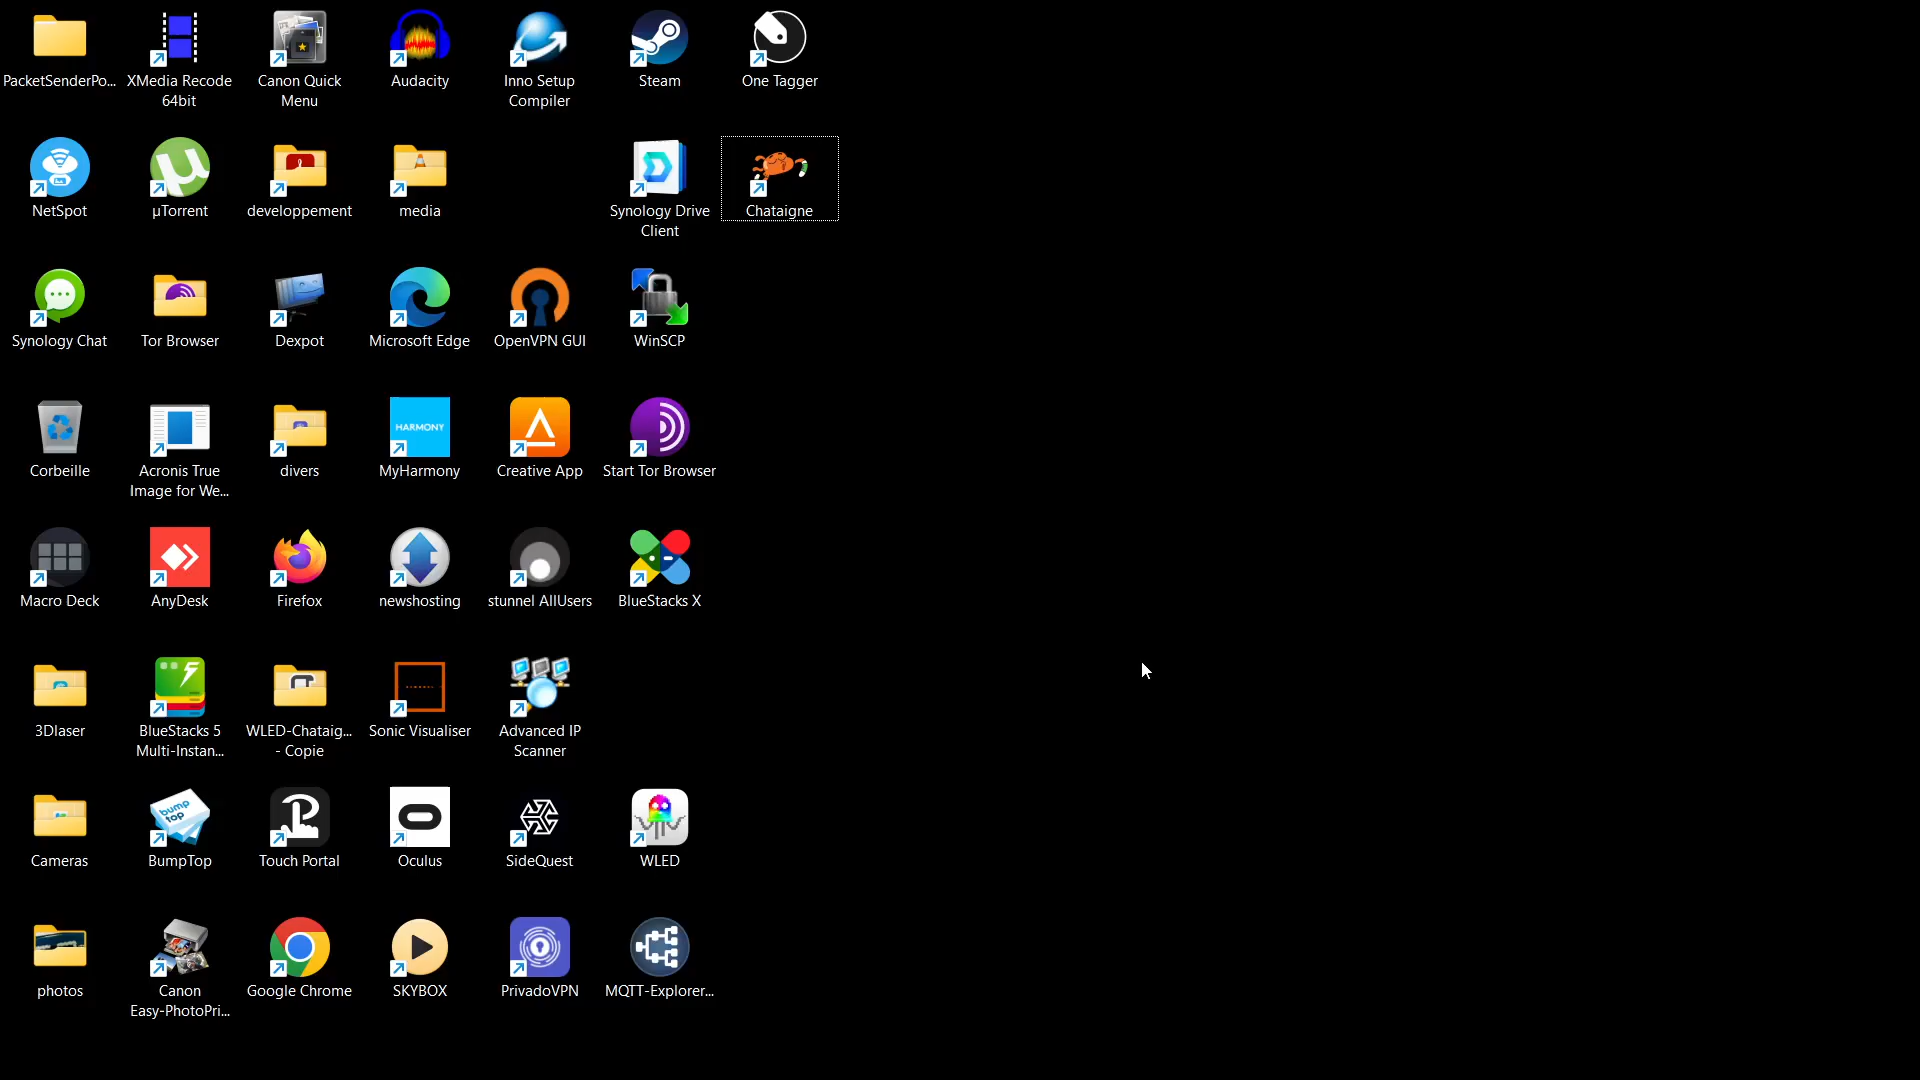 PacketSenderPo...
XMedia Recode
64bit
Canon Quick
Menu
Audacity
Inno Setup
Compiler
Steam
One Tagger
NetSpot
µTorrent
developpement
media
Synology Drive
Client
Chataigne
Synology Chat
Tor Browser
Dexpot
Microsoft Edge
OpenVPN GUI
WinSCP
Corbeille
Acronis True
Image for We...
divers
HARMONY
MyHarmony
Creative App
Start Tor Browser
Macro Deck
AnyDesk
Firefox
newshosting
stunnel AllUsers
BlueStacks X
3Dlaser
BlueStacks 5
Multi-Instan...
WLED-Chataig...
- Copie
Sonic Visualiser
Advanced IP
Scanner
Cameras
bump
top
BumpTop
Touch Portal
Oculus
SideQuest
WLED
photos
Canon
Easy-PhotoPri...
Google Chrome
SKYBOX
PrivadoVPN
MQTT-Explorer...